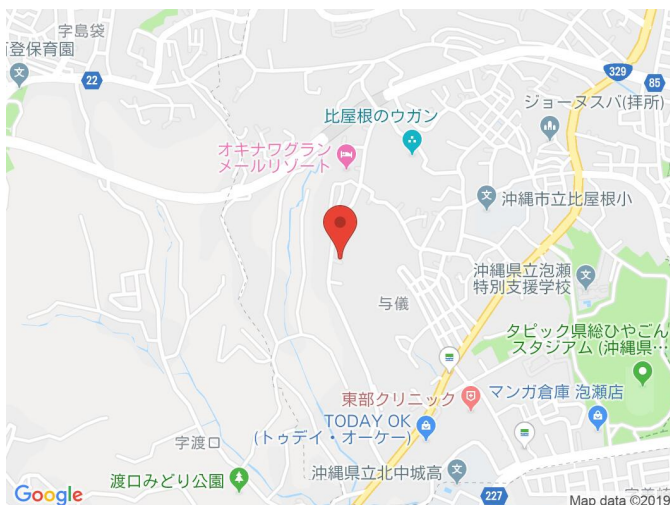 字島袋
登保育園
22
329
85
ジョーヌスバ(拝所)
比屋根のウガン
オキナワグラン
メールリゾート
沖縄市立比屋根小
沖縄県立泡瀬
特別支援学校
与儀
タピック県総ひやごん
スタジアム (沖縄県…
東部クリニック
マンガ倉庫 泡瀬店
TODAY OK
(トゥデイ・オーケー)
字渡口
渡口みどり公園
沖縄県立北中城高
227
Google
Map data ©2019